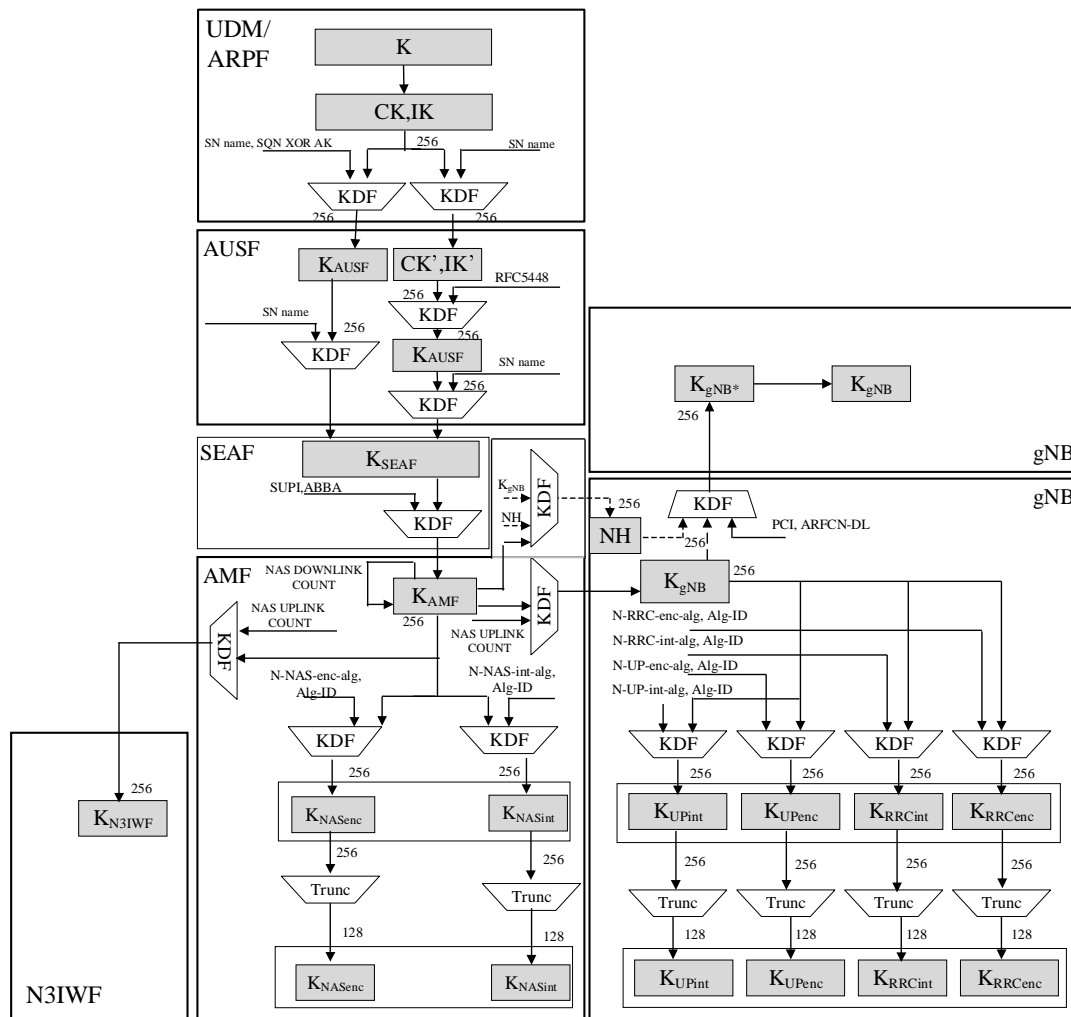 UDM/
ARPF
K
CK,IK
SN name, SQN XOR AK
256
SN name
KDF
KDF
256
256
AUSF
KAUSF
CK’,IK’
RFC5448
256
KDF
SN name
256
256
KDF
KAUSF
SN name
256
KDF
KgNB*
KgNB
256
gNB
SEAF
KSEAF
SUPI,ABBA
KDF
KgNB
NH
KDF
256
NH
gNB
KDF
256
PCI, ARFCN-DL
AMF
NAS DOWNLINK
COUNT
KAMF
256
KDF
NAS UPLINK
COUNT
KgNB
256
NAS UPLINK
COUNT
KDF
N-RRC-enc-alg, Alg-ID
N-RRC-int-alg, Alg-ID
N-UP-enc-alg, Alg-ID
N-UP-int-alg, Alg-ID
N-NAS-enc-alg,
Alg-ID
N-NAS-int-alg,
Alg-ID
KDF
KDF
KDF
KDF
KDF
KDF
256
256
256
256
256
256
256
KN3IWF
KNASenc
KNASint
KUPint
KUPenc
KRRCint
KRRCenc
256
256
256
256
256
256
Trunc
Trunc
Trunc
Trunc
Trunc
Trunc
128
128
128
128
128
128
KNASenc
KNASint
KUPint
KUPenc
KRRCint
KRRCenc
N3IWF